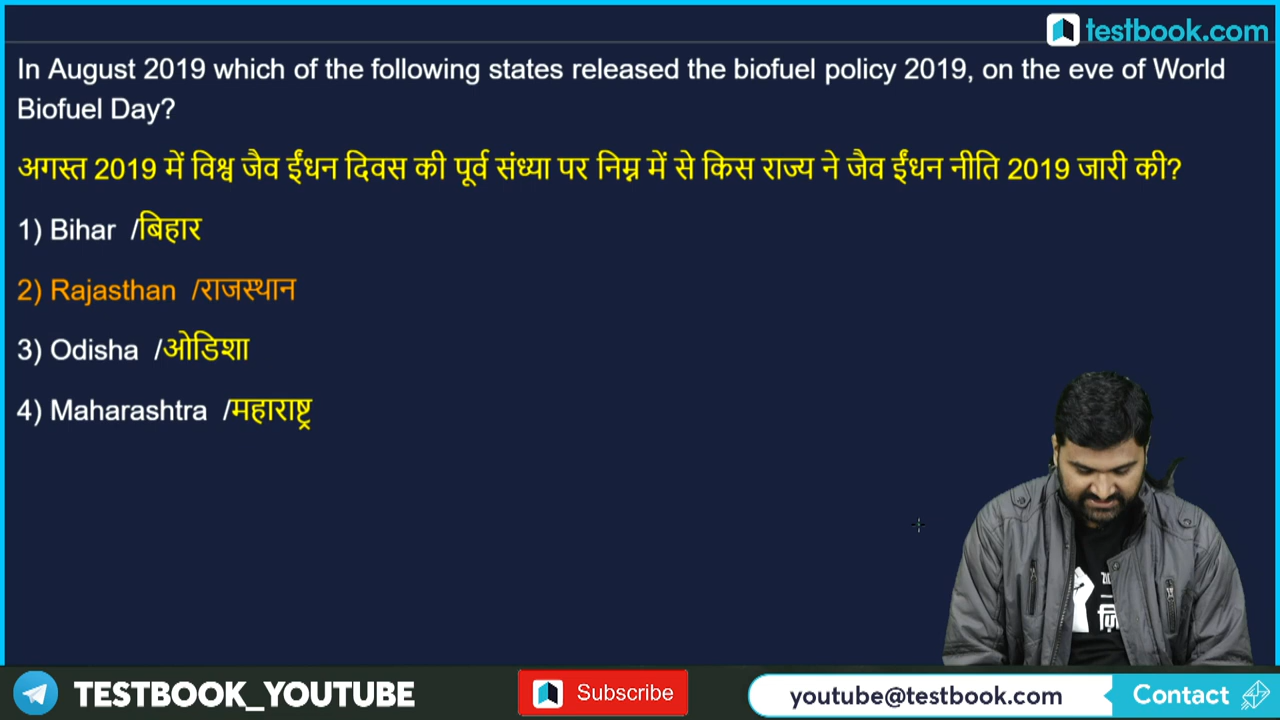 testbook.com
In August 2019 which of the following states released the biofuel policy 2019, on the eve of World
Biofuel Day?
अगस्त 2019 में विश्व जैव ईंधन दिवस की पूर्व संध्या पर निम्न में से किस राज्य ने जैव ईंधन नीति 2019 जारी की?
1) Bihar /बिहार
2) Rajasthan /राजस्थान
3) Odisha /ओडिशा
4) Maharashtra /महाराष्ट्र
TESTBOOK_YOUTUBE
Subscribe
youtube@testbook.com
Contact